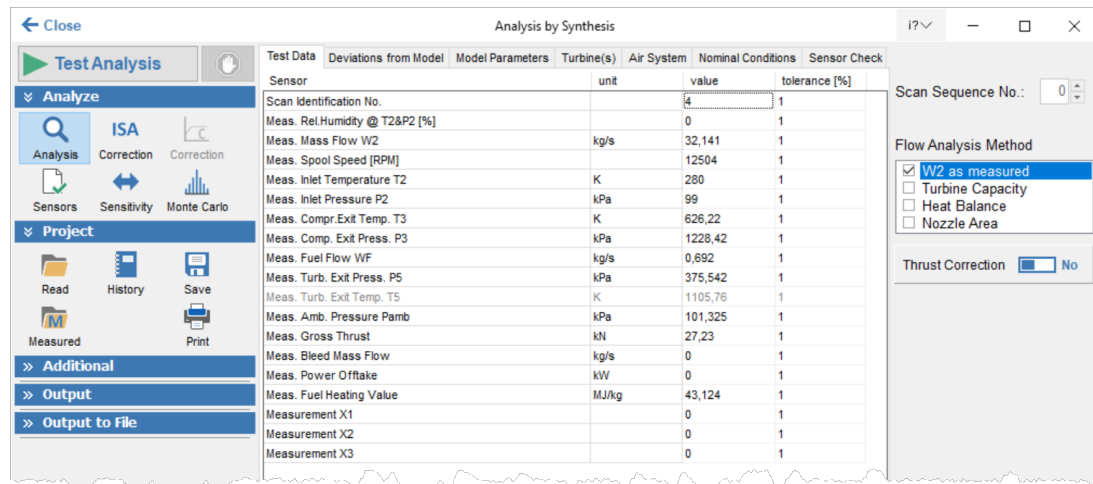 Close
Analysis by Synthesis
i?
Test Analysis
Analyze
Analysis
ISA
Correction
Correction
Sensors
Sensitivity
Monte Carlo
Project
Read
History
Save
M
Measured
Print
Additional
Output
Output to File
Test Data Deviations from Model Model Parameters Turbine(s) Air System Nominal Conditions Sensor Check
Sensor unit value tolerance [%]
Scan Identification No. 4 1
Meas. Rel.Humidity @ T2&P2 [%] 0 1
Meas. Mass Flow W2 kg/s 32,141 1
Meas. Spool Speed [RPM] 12504 1
Meas. Inlet Temperature T2 K 280 1
Meas. Inlet Pressure P2 kPa 99 1
Meas. Compr.Exit Temp. T3 K 626,22 1
Meas. Comp. Exit Press. P3 kPa 1228,42 1
Meas. Fuel Flow WF kg/s 0,692 1
Meas. Turb. Exit Press. P5 kPa 375,542 1
Meas. Turb. Exit Temp. T5 K 1105,76 1
Meas. Amb. Pressure Pamb kPa 101,325 1
Meas. Gross Thrust kN 27,23 1
Meas. Bleed Mass Flow kg/s 0 1
Meas. Power Offtake kW 0 1
Meas. Fuel Heating Value MJ/kg 43,124 1
Measurement X1 0 1
Measurement X2 0 1
Measurement X3 0 1
Scan Sequence No.: 0
Flow Analysis Method
W2 as measured
Turbine Capacity
Heat Balance
Nozzle Area
Thrust Correction No